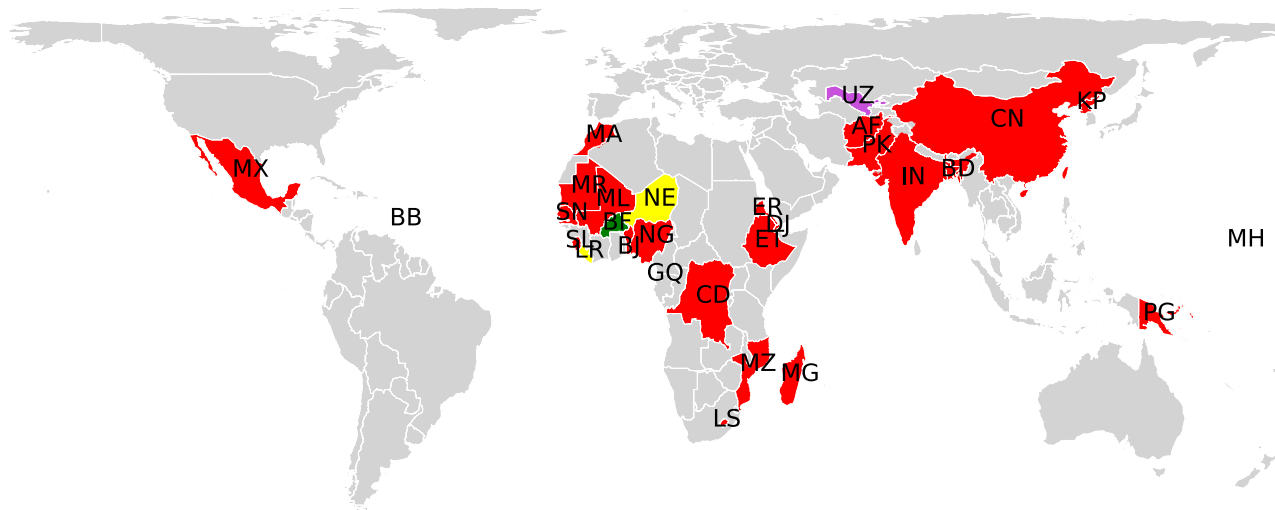 UZ
KP
CN
AF
MA
PK
MX
BD
IN
MR
ML
NE
ER
SN
BB
BF
DJ
NG
SL
ET
MH
LR
BJ
GQ
CD
PG
MZ
MG
LS